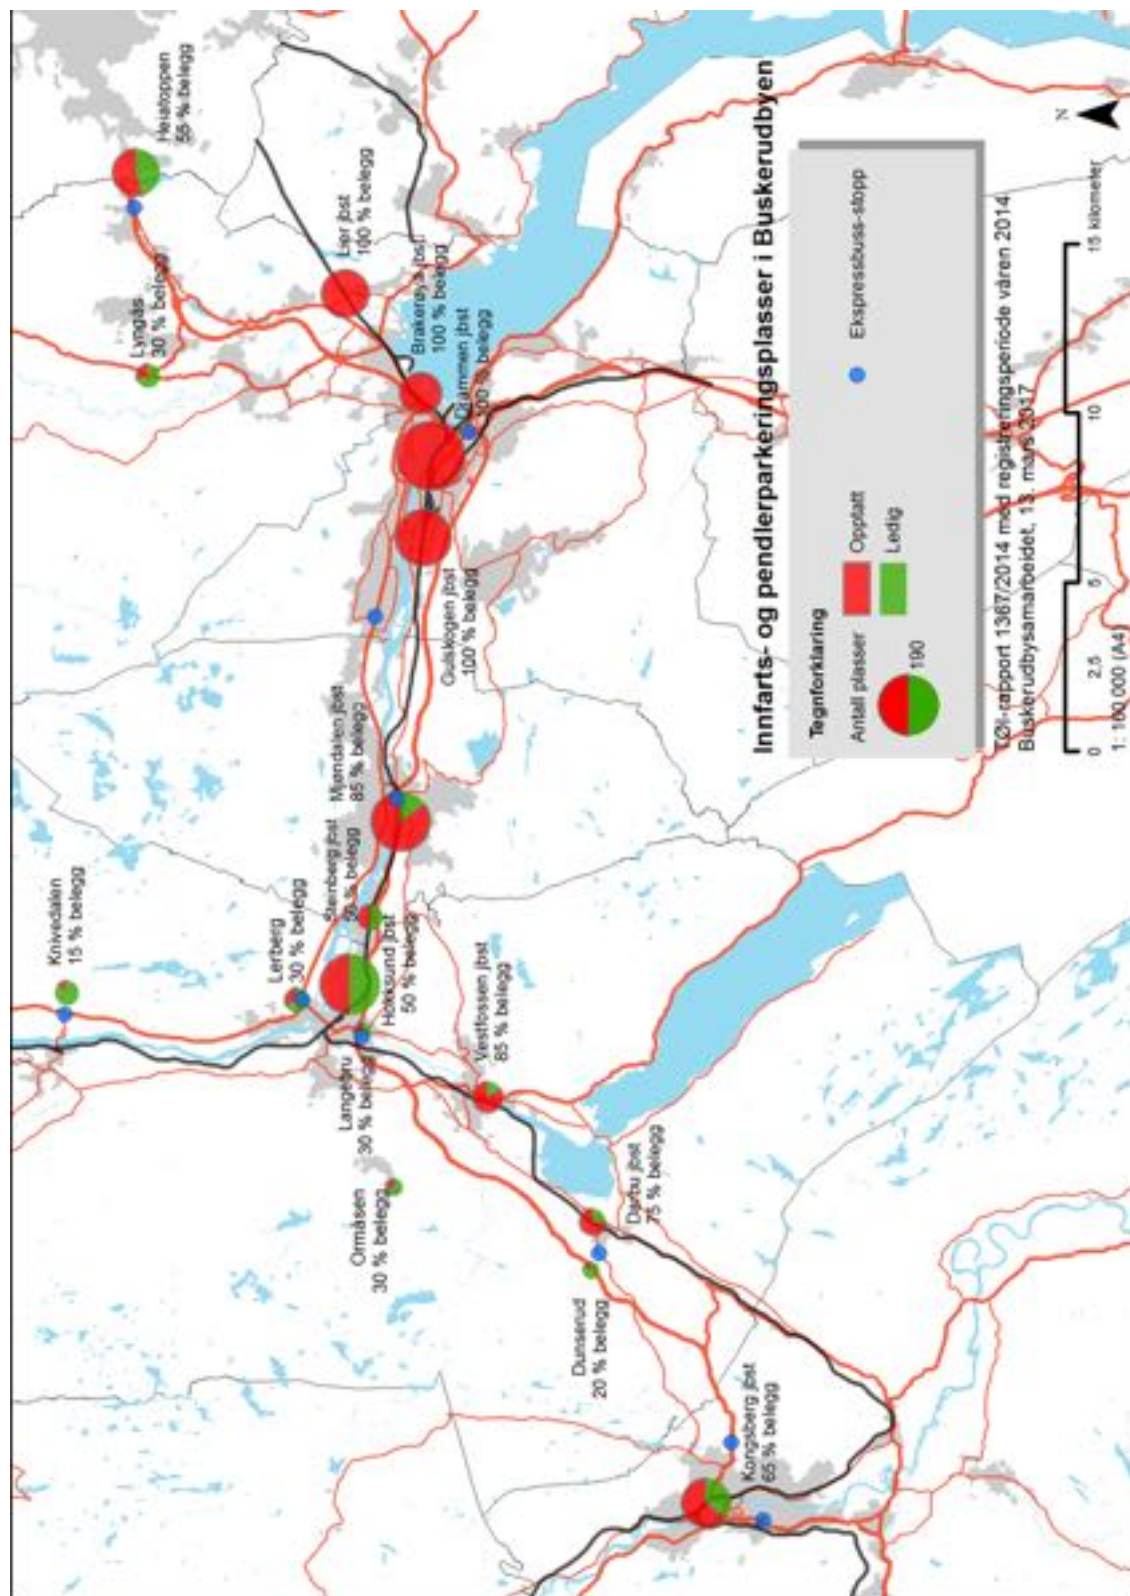 Knivedalen
15 % belegg
Lerberg
30 % belegg
Lyngås
30 % belegg
Heiatoppen
55 % belegg
Lier jbst
100 % belegg
Brakerøya jbst
100 % belegg
Drammen jbst
100 % belegg
Gulskogen jbst
100 % belegg
Mjøndalen jbst
85 % belegg
Steinberg jbst
% belegg
Hokksund jbst
50 % belegg
Langebru
30 % belegg
Vestfossen jbst
85 % belegg
Ormåsen
30 % belegg
Darbu jbst
75 % belegg
Dunserud
20 % belegg
Kongsberg jbst
65 % belegg
Innfarts- og pendlerparkeringsplasser i Buskerudbyen
Tegnforklaring
Antall plasser
190
Opptatt
Ledig
Ekspressbuss-stopp
N
TØI-rapport 1367/2014 med registreringsperiode våren 2014.
Buskerudbysamarbeidet, 13. mars 2017
0 2,5 5 10 15 kilometer
1: 100 000 (A4)